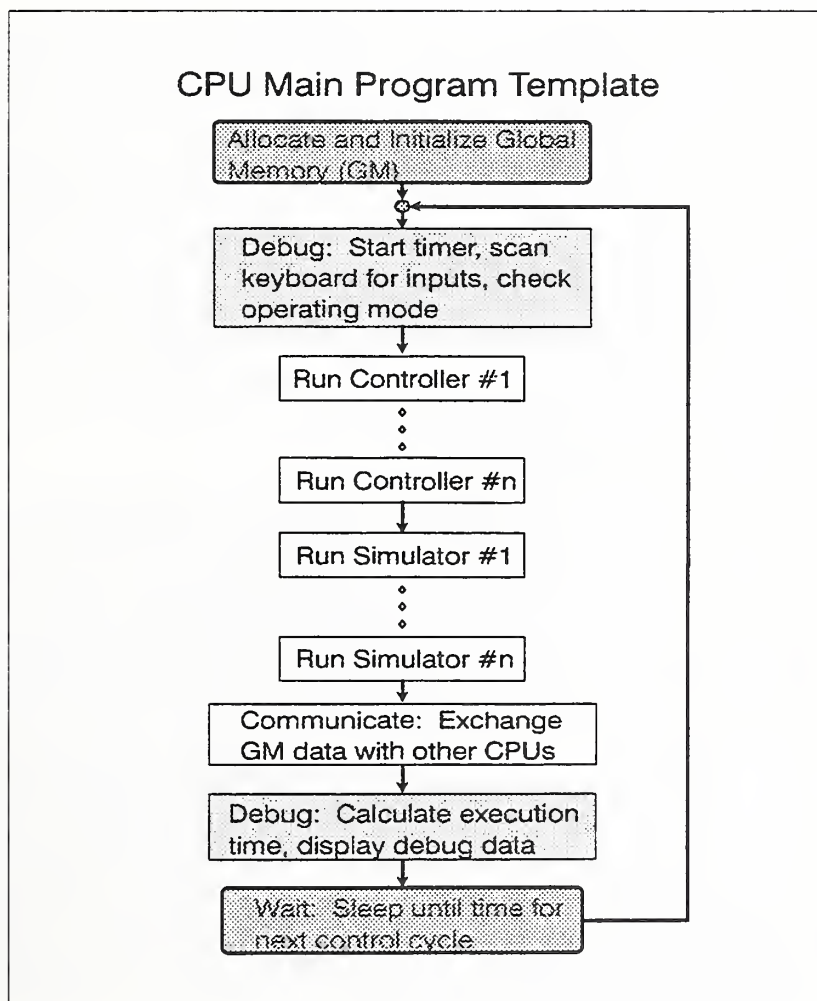 CPU Main Program Template
Allocate and Initialize Global
Memory (GM)
Debug: Start timer, scan
keyboard for inputs, check
operating mode
Run Controller #1
Run Controller #n
Run Simulator #1
Run Simulator #n
Communicate: Exchange
GM data with other CPUs
Debug: Calculate execution
time, display debug data
Wait: Sleep until time for
next control cycle